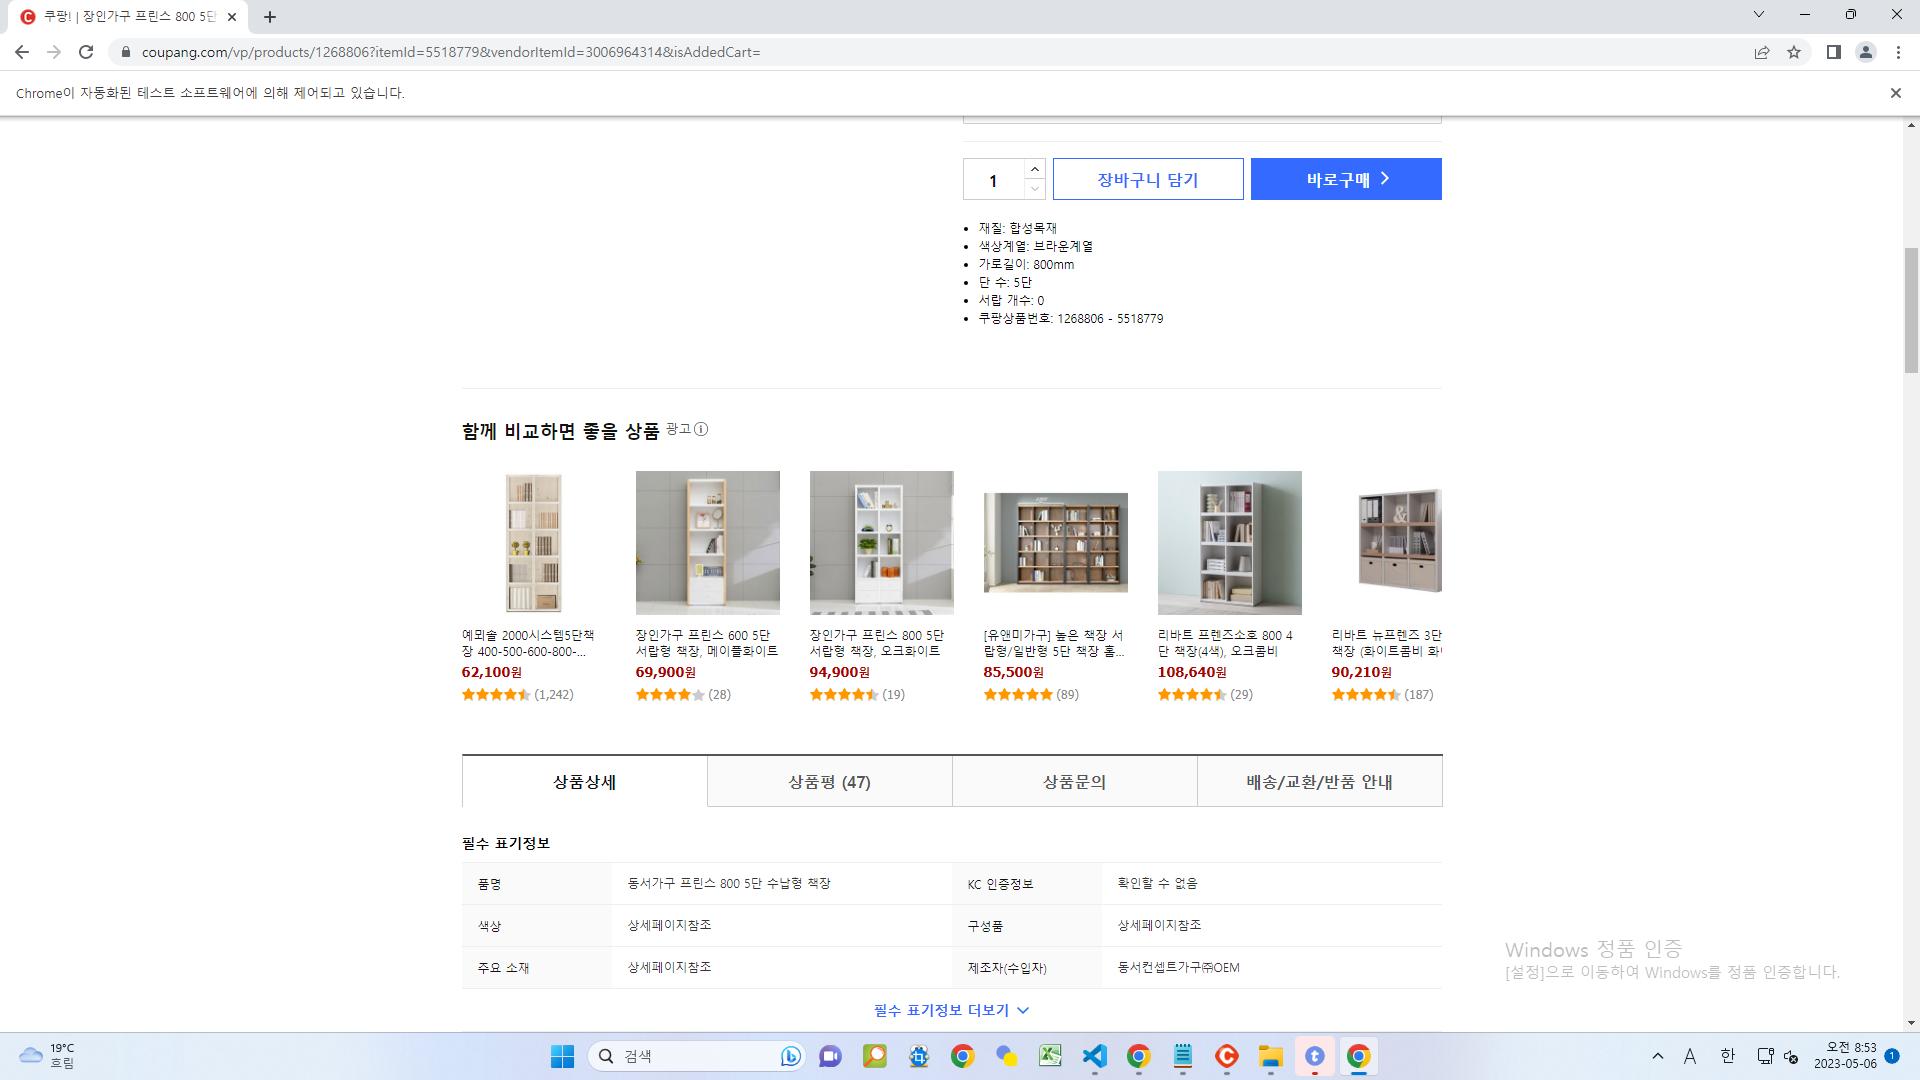 쿠팡! | 장인가구 프린스 800 5단
coupang.com/vp/products/1268806?itemId=5518779&vendorItemId=3006964314&isAddedCart=
Chrome이 자동화된 테스트 소프트웨어에 의해 제어되고 있습니다.
1
장바구니 담기
바로구매
재질: 합성목재
색상계열: 브라운계열
가로길이: 800mm
단 수: 5단
서랍 개수: 0
쿠팡상품번호: 1268806 - 5518779
함께 비교하면 좋을 상품 광고
예뫼솔 2000시스템5단책
장 400-500-600-800-...
62,100원
(1,242)
장인가구 프린스 600 5단
서랍형 책장, 메이플화이트
69,900원
(28)
장인가구 프린스 800 5단
서랍형 책장, 오크화이트
94,900원
(19)
[유앤미가구] 높은 책장 서
랍형/일반형 5단 책장 홈...
85,500원
(89)
리바트 프렌즈소호 800 4
단 책장(4색), 오크콤비
108,640원
(29)
리바트 뉴프렌즈 3단
책장 (화이트콤비 화
90,210원
(187)
상품상세
상품평 (47)
상품문의
배송/교환/반품 안내
필수 표기정보
품명 동서가구 프린스 800 5단 수납형 책장 KC 인증정보 확인할 수 없음
색상 상세페이지참조 구성품 상세페이지참조
주요 소재 상세페이지참조 제조자(수입자) 동서컨셉트가구㈜OEM
필수 표기정보 더보기
Windows 정품 인증
[설정]으로 이동하여 Windows를 정품 인증합니다.
19°C
흐림
검색
A
한
오전 8:53
2023-05-06
1